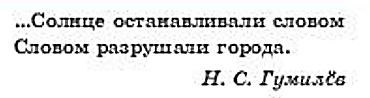 ...Солнце останавливали словом
Словом разрушали города.
Н. С. Гумилёв